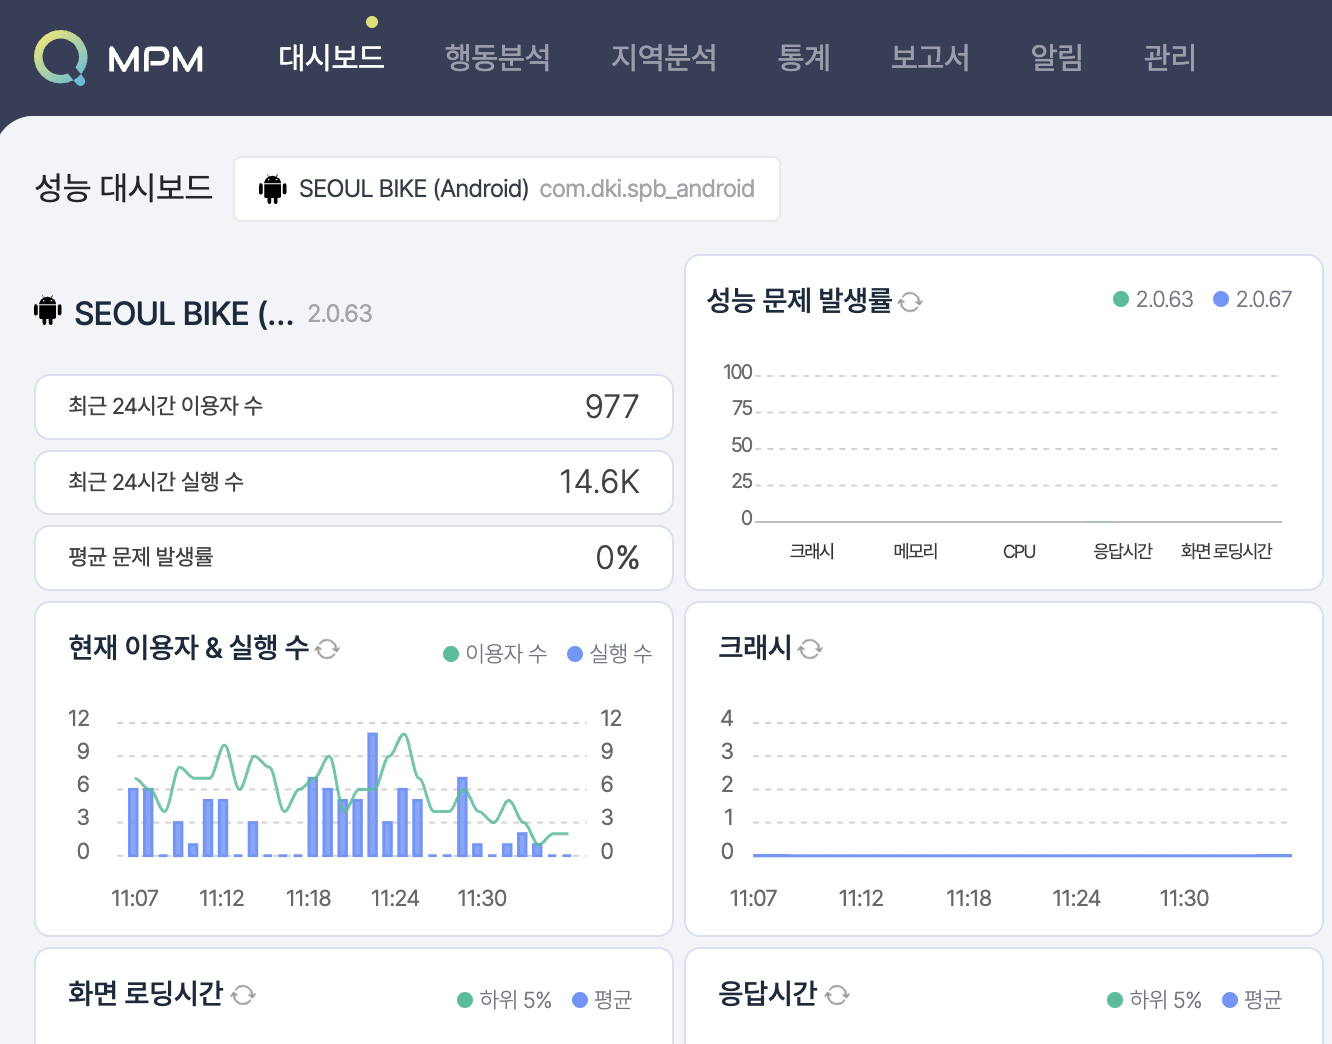 MPM 대시보드 행동분석 지역분석 통계 보고서 알림 관리
성능 대시보드 SEOUL BIKE (Android) com.dki.spb_android
SEOUL BIKE (... 2.0.63
최근 24시간 이용자 수 977
최근 24시간 실행 수 14.6K
평균 문제 발생률 0%
성능 문제 발생률 2.0.63 2.0.67
100
75
50
25
0
크래시 메모리 CPU 응답시간 화면 로딩시간
현재 이용자 & 실행 수 이용자 수 실행 수
12 12
9 9
6 6
3 3
0 0
11:07 11:12 11:18 11:24 11:30
크래시
4
3
2
1
0
11:07 11:12 11:18 11:24 11:30
화면 로딩시간 하위 5% 평균
응답시간 하위 5% 평균